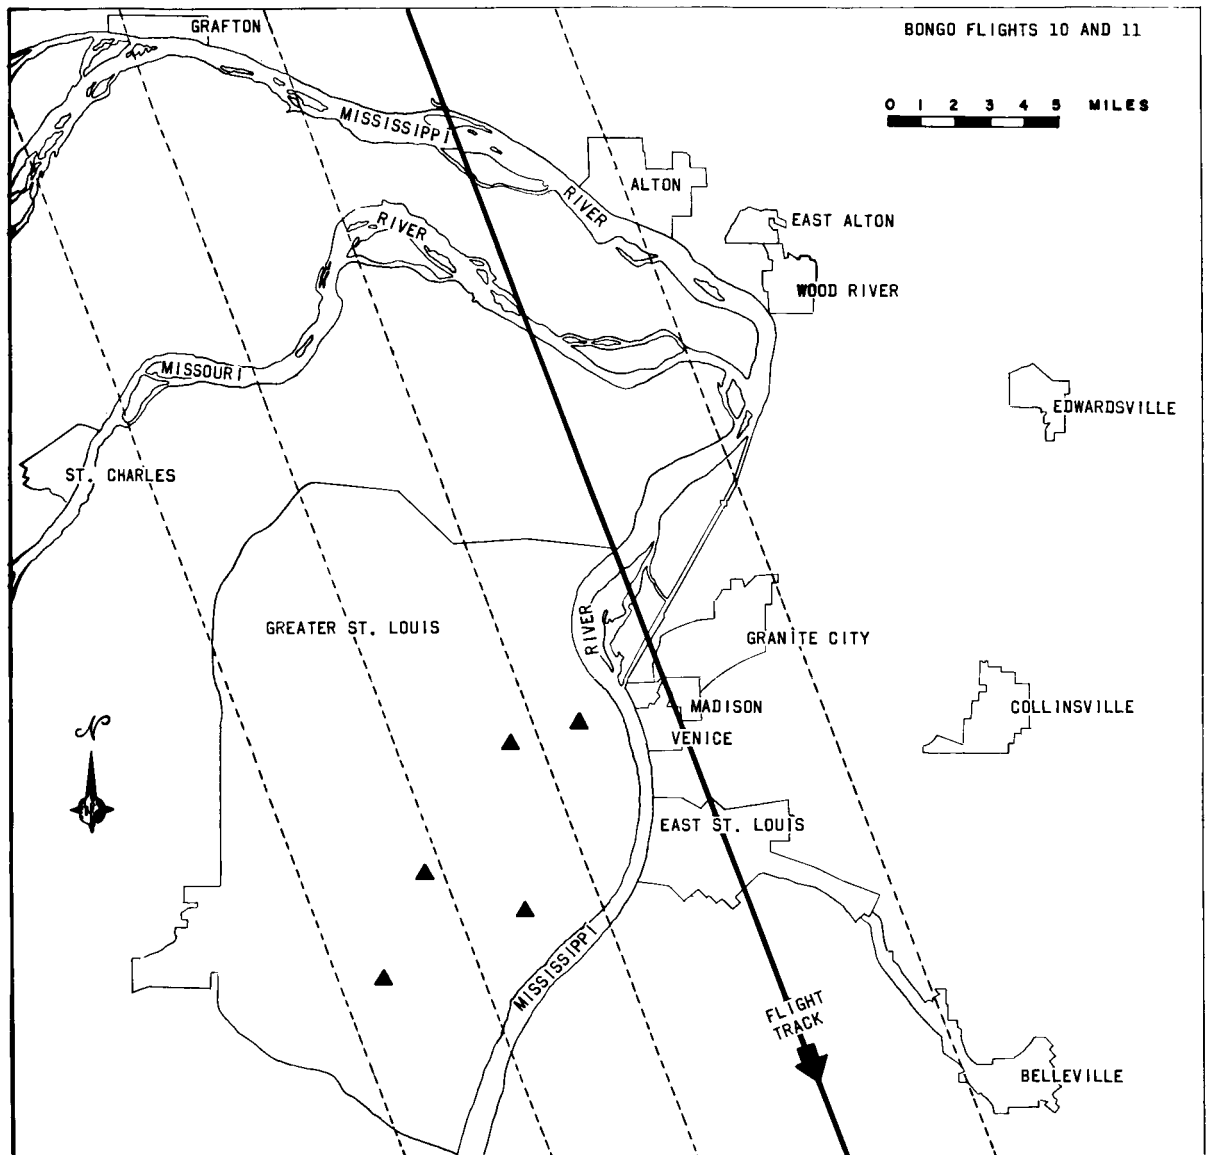 GRAFTON
BONGO FLIGHTS 10 AND 11
0 1 2 3 4 5 MILES
MISSISSIPPI
RIVER
ALTON
EAST ALTON
RIVER
WOOD RIVER
MISSOURI
EDWARDSVILLE
ST. CHARLES
GREATER ST. LOUIS
RIVER
GRANITE CITY
MADISON
COLLINSVILLE
VENICE
N
EAST ST. LOUIS
MISSISSIPPI
FLIGHT
TRACK
BELLEVILLE